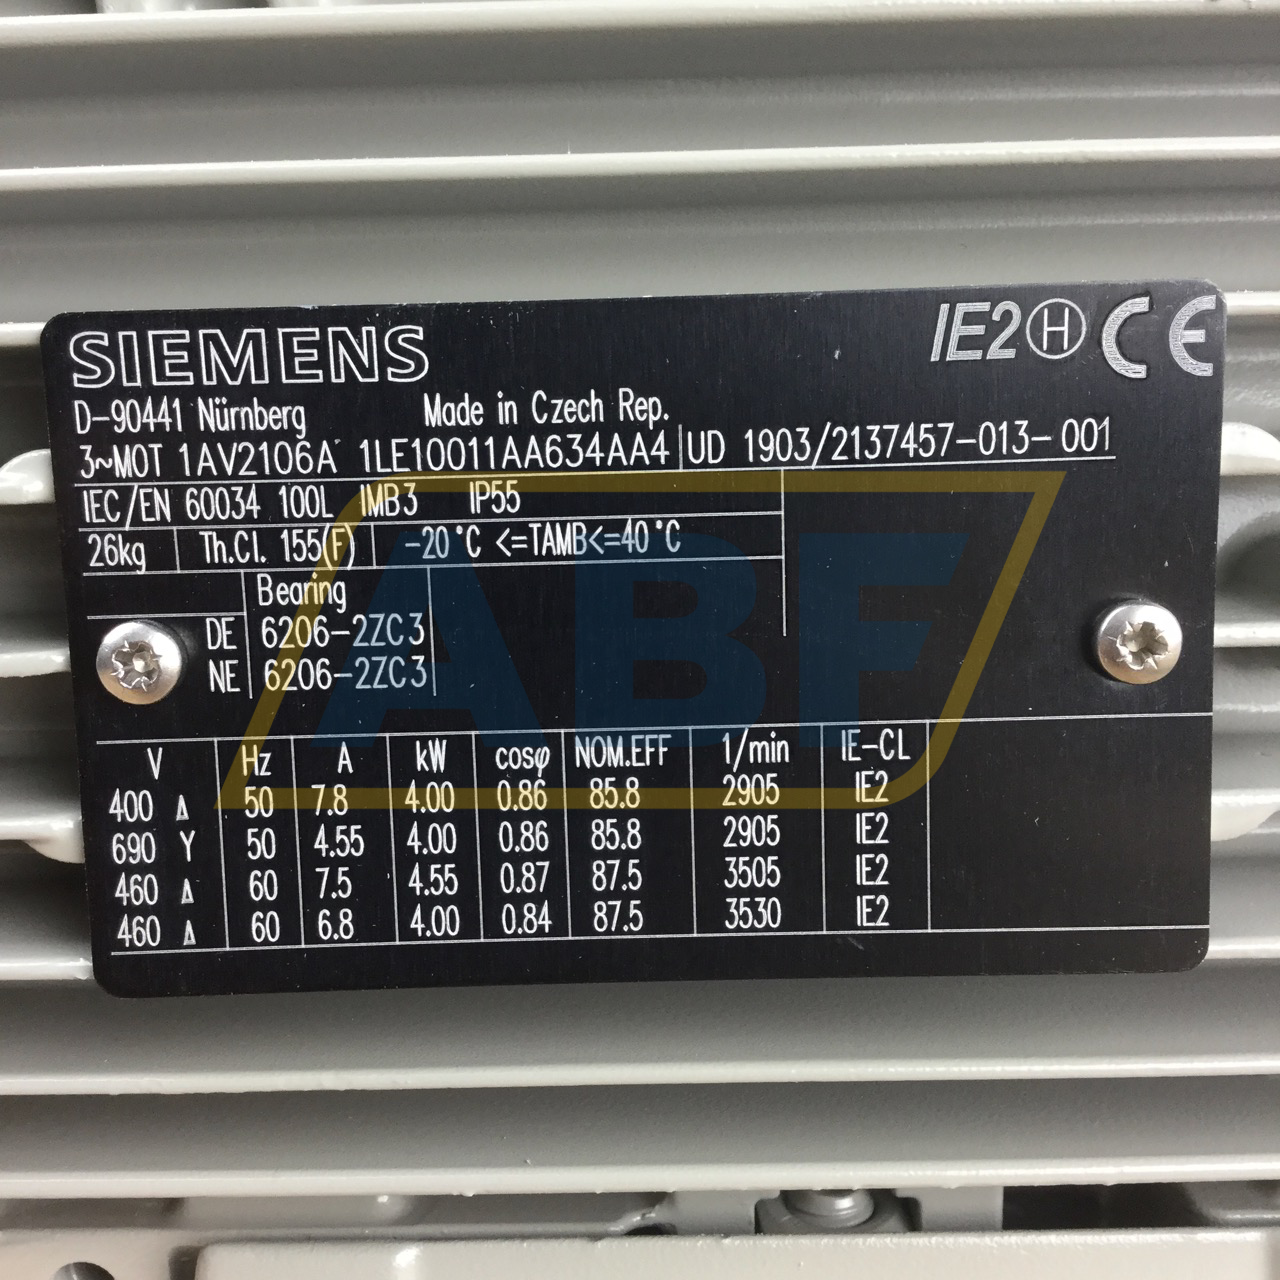 SIEMENS IE2 H CE
D-90441 Nürnberg Made in Czech Rep.
3~MOT 1AV2106A 1LE10011AA634AA4 UD 1903/2137457-013-001
IEC/EN 60034 100L IMB3 IP55
26kg Th.Cl. 155(F) -20°C <=TAMB<=40°C
Bearing
DE 6206-2ZC3
NE 6206-2ZC3
V Hz A kW cosφ NOM.EFF 1/min IE-CL
400 Δ 50 7.8 4.00 0.86 85.8 2905 IE2
690 Y 50 4.55 4.00 0.86 85.8 2905 IE2
460 Δ 60 7.5 4.55 0.87 87.5 3505 IE2
460 Δ 60 6.8 4.00 0.84 87.5 3530 IE2
ABF